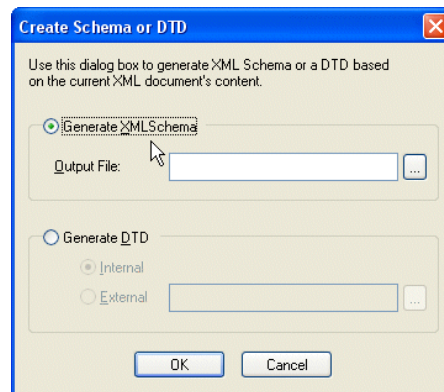 Create Schema or DTD
Use this dialog box to generate XML Schema or a DTD based
on the current XML document's content.
Generate XMLSchema
Output File:
...
Generate DTD
Internal
External
...
OK
Cancel